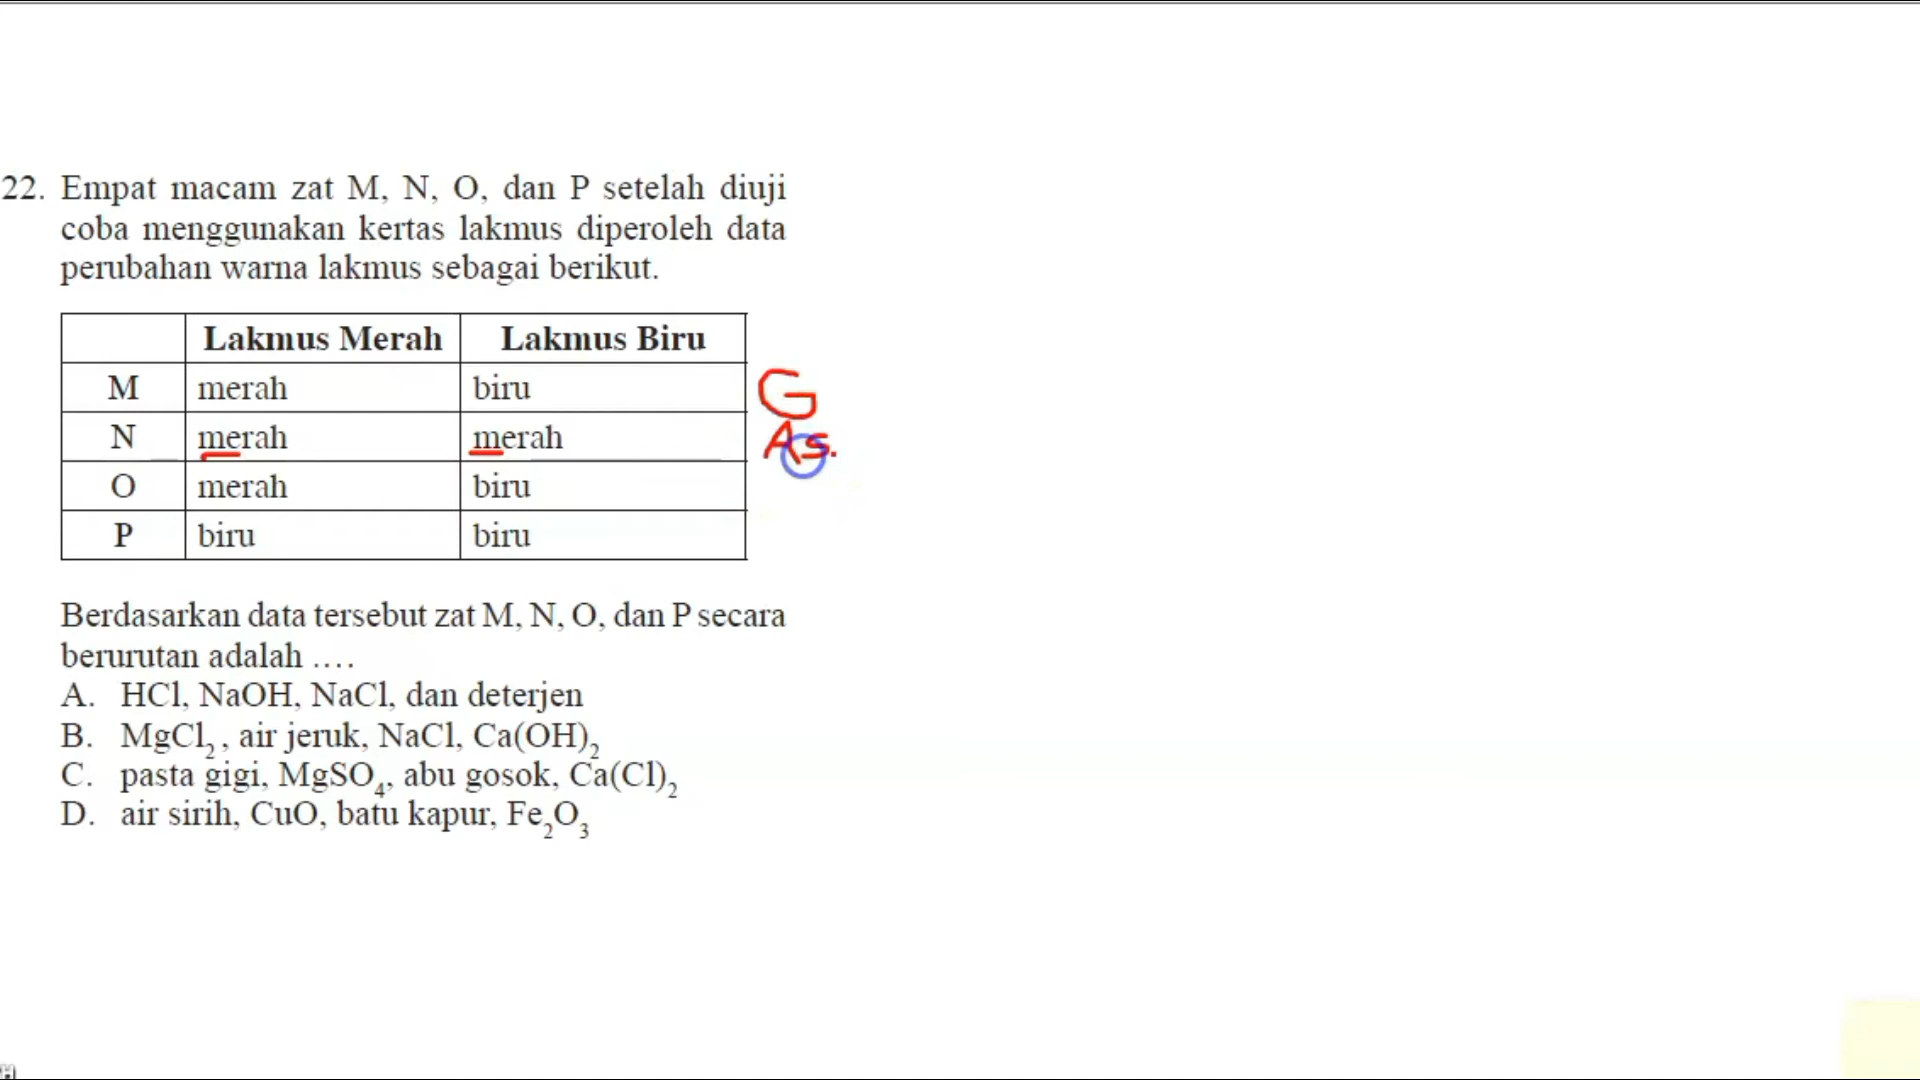 22. Empat macam zat M, N, O, dan P setelah diuji
coba menggunakan kertas lakmus diperoleh data
perubahan warna lakmus sebagai berikut.
Lakmus Merah Lakmus Biru
M merah biru G
N merah merah As.
O merah biru
P biru biru
Berdasarkan data tersebut zat M, N, O, dan P secara
berurutan adalah ....
A. HCl, NaOH, NaCl, dan deterjen
B. MgCl₂, air jeruk, NaCl, Ca(OH)₂
C. pasta gigi, MgSO₄, abu gosok, Ca(Cl)₂
D. air sirih, CuO, batu kapur, Fe₂O₃